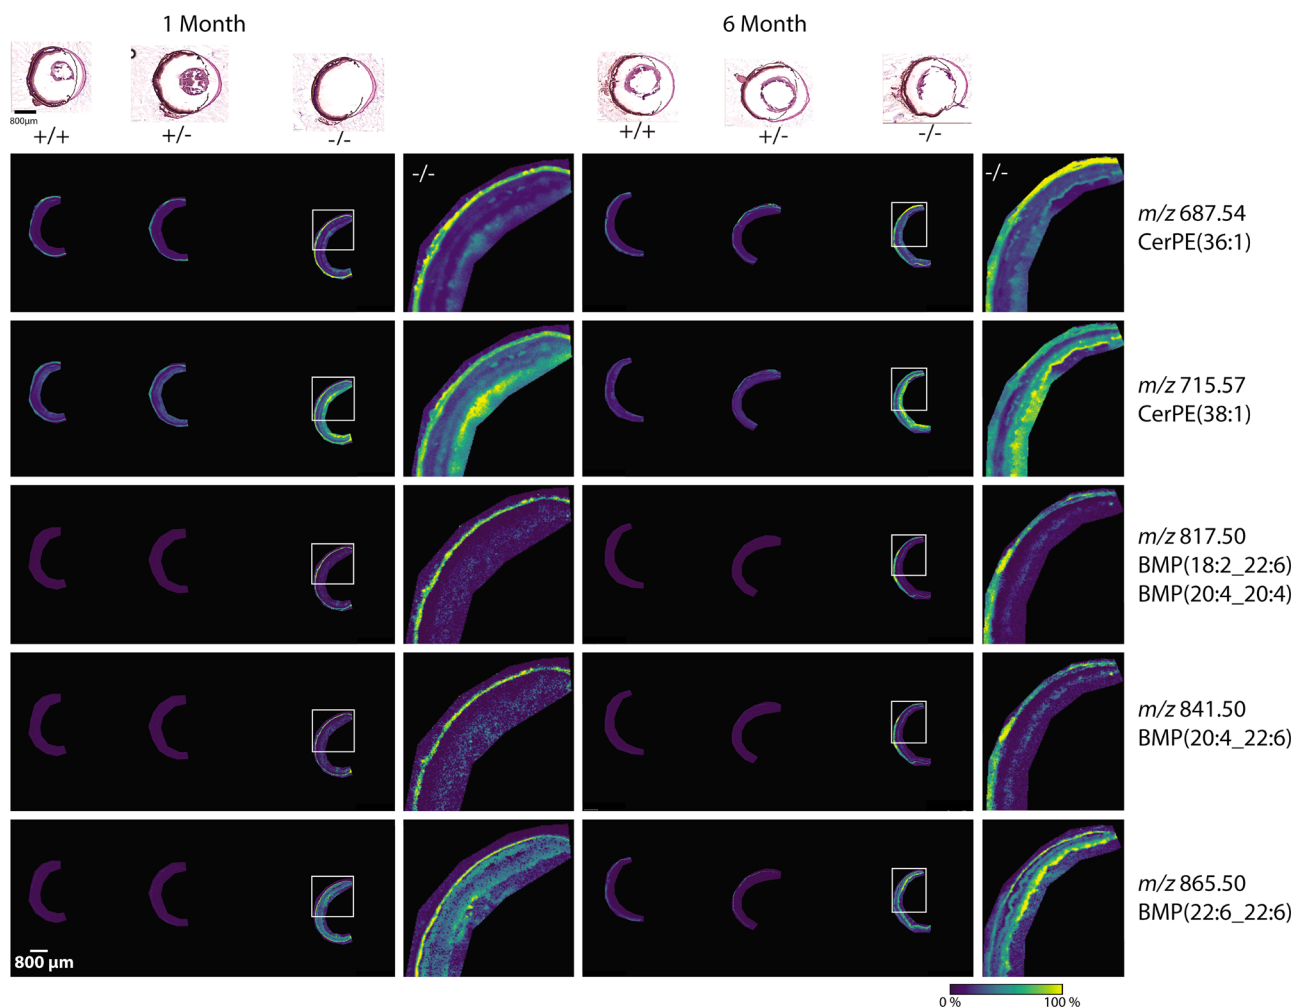 1 Month
6 Month
800µm
+/+
+/-
-/-
+/+
+/-
-/-
-/-
-/-
m/z 687.54
CerPE(36:1)
m/z 715.57
CerPE(38:1)
m/z 817.50
BMP(18:2_22:6)
BMP(20:4_20:4)
m/z 841.50
BMP(20:4_22:6)
m/z 865.50
BMP(22:6_22:6)
800 µm
0 %
100 %